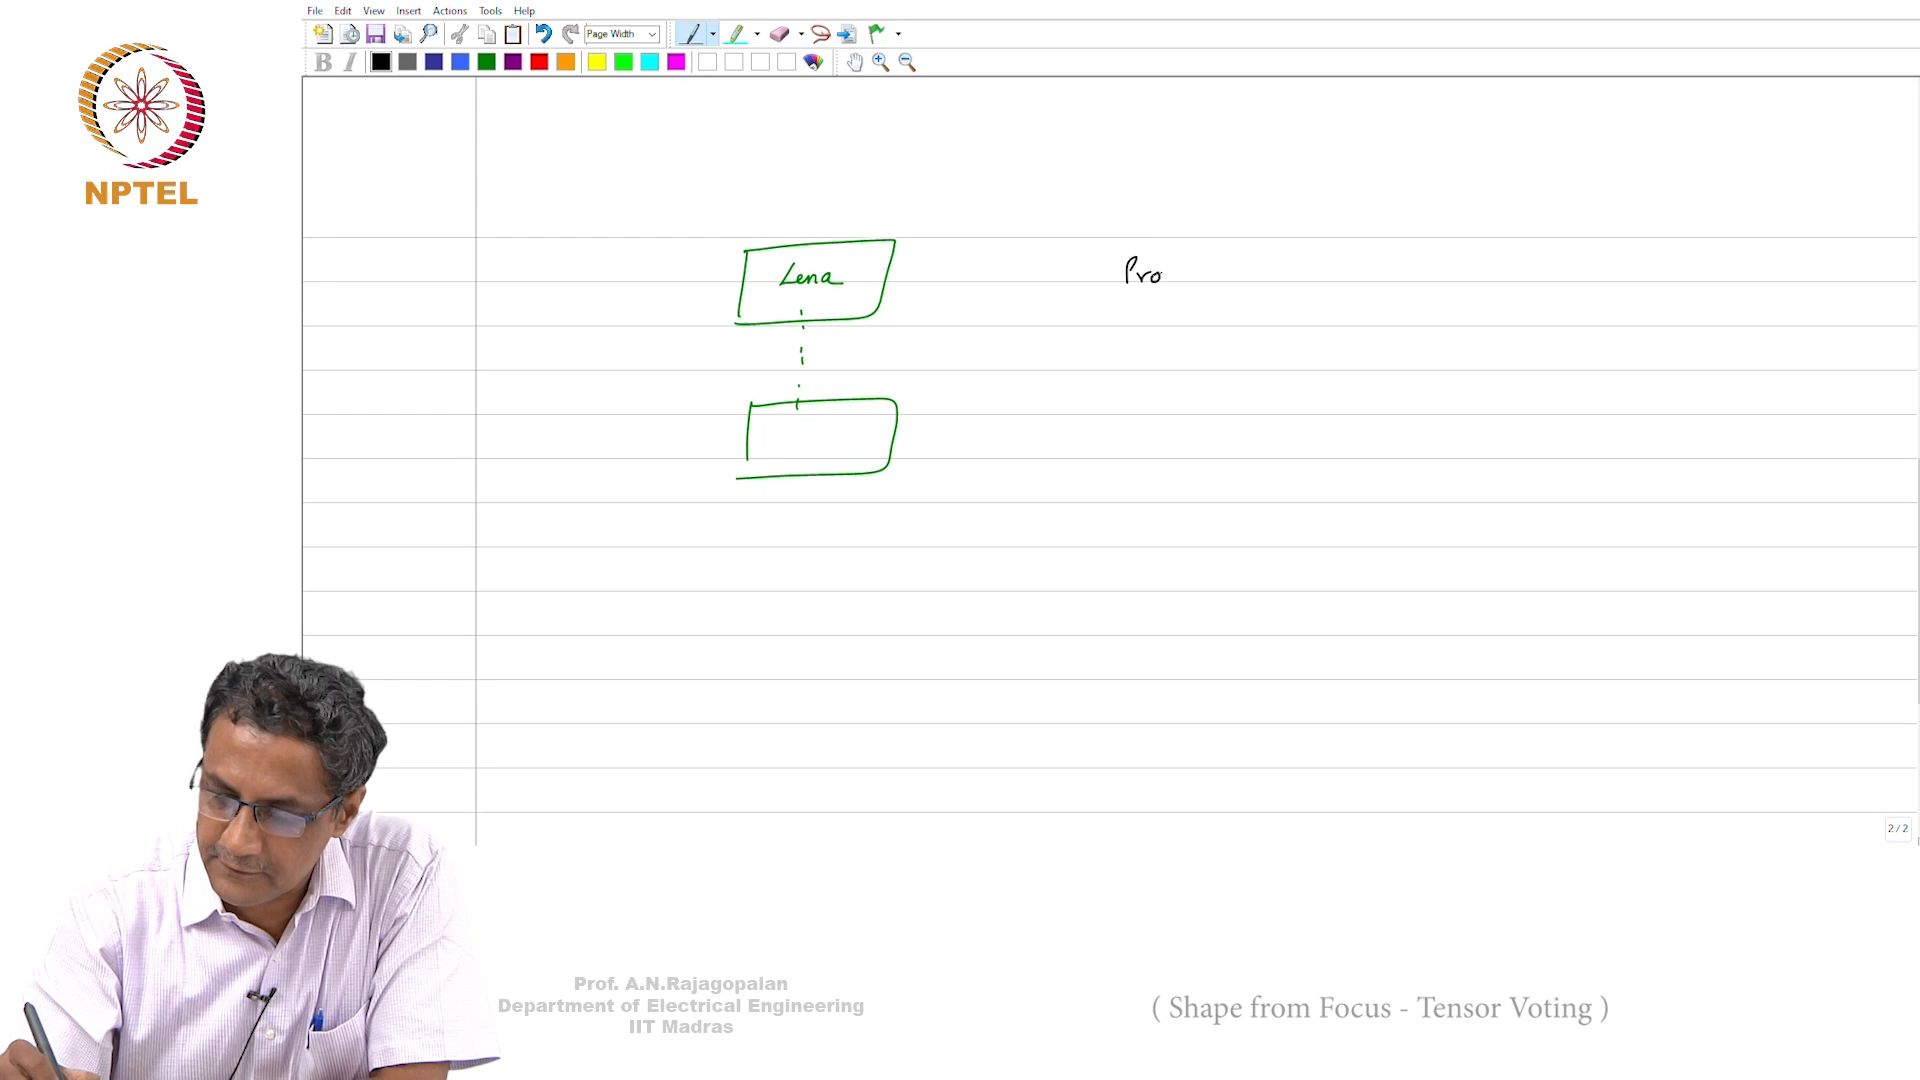 File Edit View Insert Actions Tools Help
Page Width
B I
NPTEL
Lena
Pro
2 / 2
Prof. A.N.Rajagopalan
Department of Electrical Engineering
IIT Madras
( Shape from Focus - Tensor Voting )